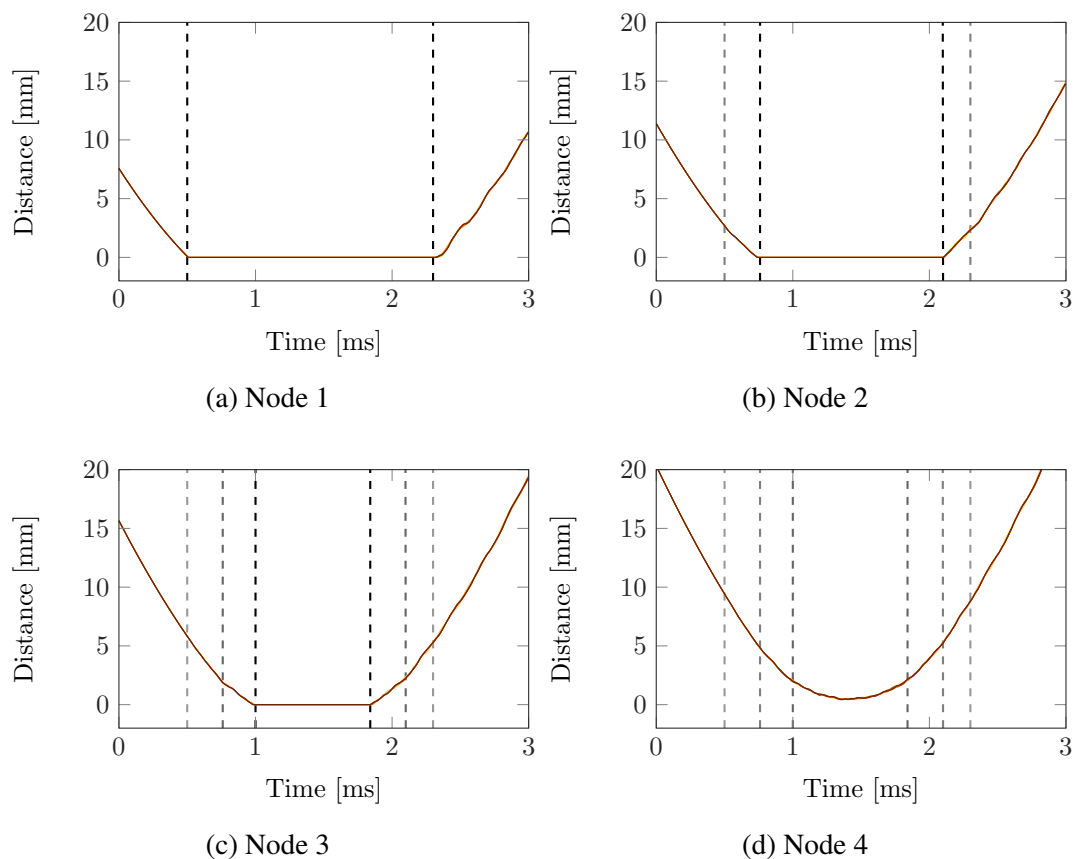 20
15
10
5
0
Distance [mm]
0 1 2 3
Time [ms]
(a) Node 1
20
15
10
5
0
Distance [mm]
0 1 2 3
Time [ms]
(b) Node 2
20
15
10
5
0
Distance [mm]
0 1 2 3
Time [ms]
(c) Node 3
20
15
10
5
0
Distance [mm]
0 1 2 3
Time [ms]
(d) Node 4